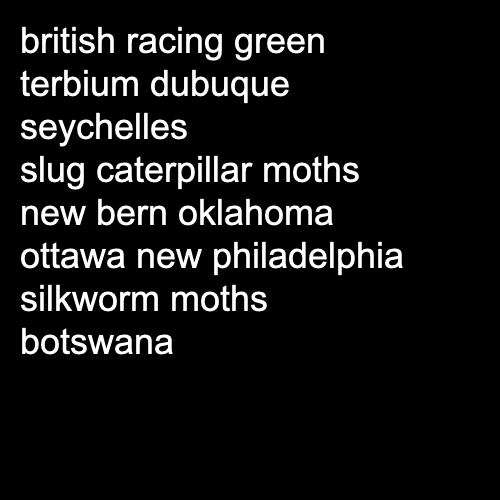 british racing green
terbium dubuque
seychelles
slug caterpillar moths
new bern oklahoma
ottawa new philadelphia
silkworm moths
botswana